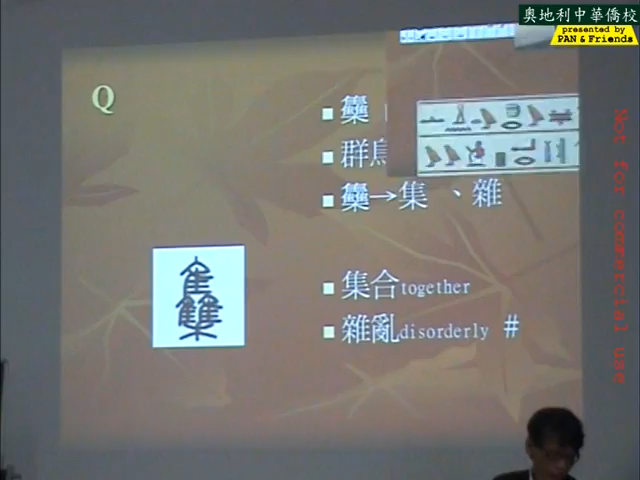 奧地利中華僑校
presented by
PAN & Friends
Q
▪ 雧
▪ 群鳥
▪ 雧→集、雜
▪ 集合together
▪ 雜亂disorderly #
Not for commercial use